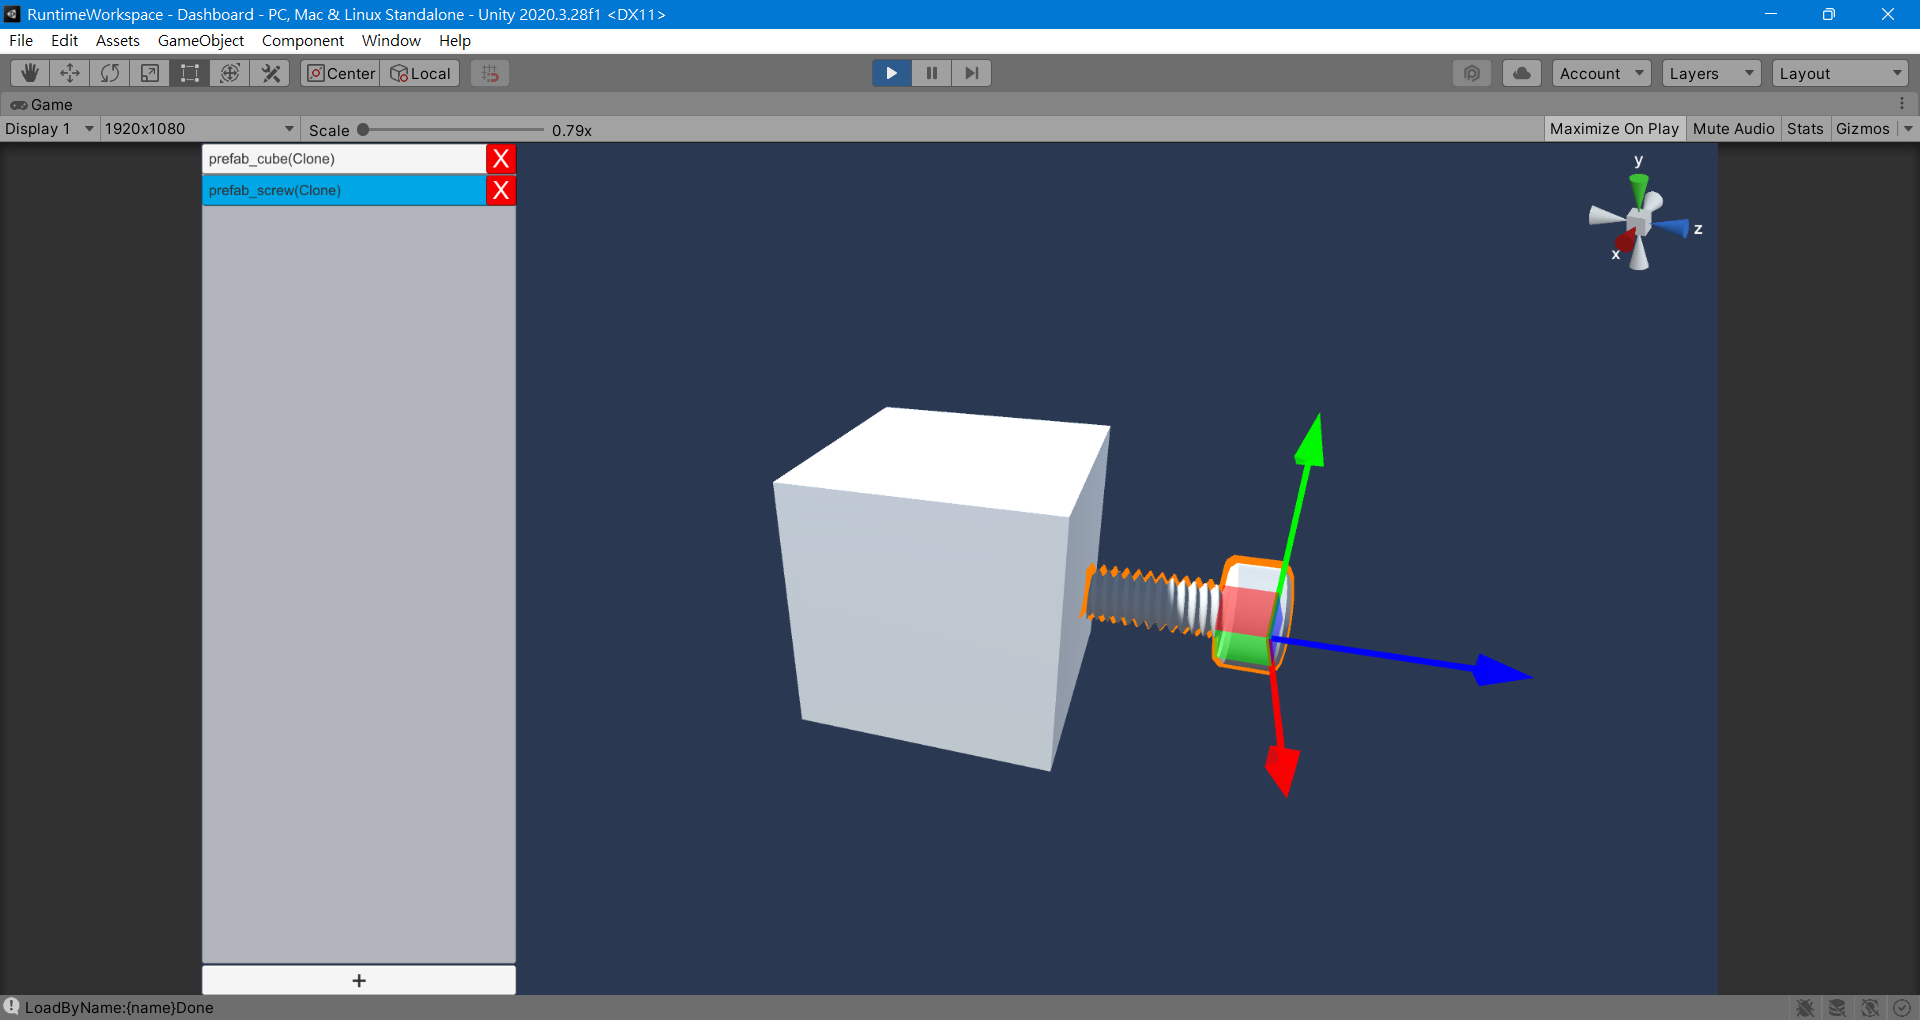 RuntimeWorkspace - Dashboard - PC, Mac & Linux Standalone - Unity 2020.3.28f1 <DX11>
File Edit Assets GameObject Component Window Help
Center Local Account Layers Layout
Game
Display 1 1920x1080 Scale 0.79x Maximize On Play Mute Audio Stats Gizmos
prefab_cube(Clone) X
prefab_screw(Clone) X
y
z
x
+
LoadByName:{name}Done